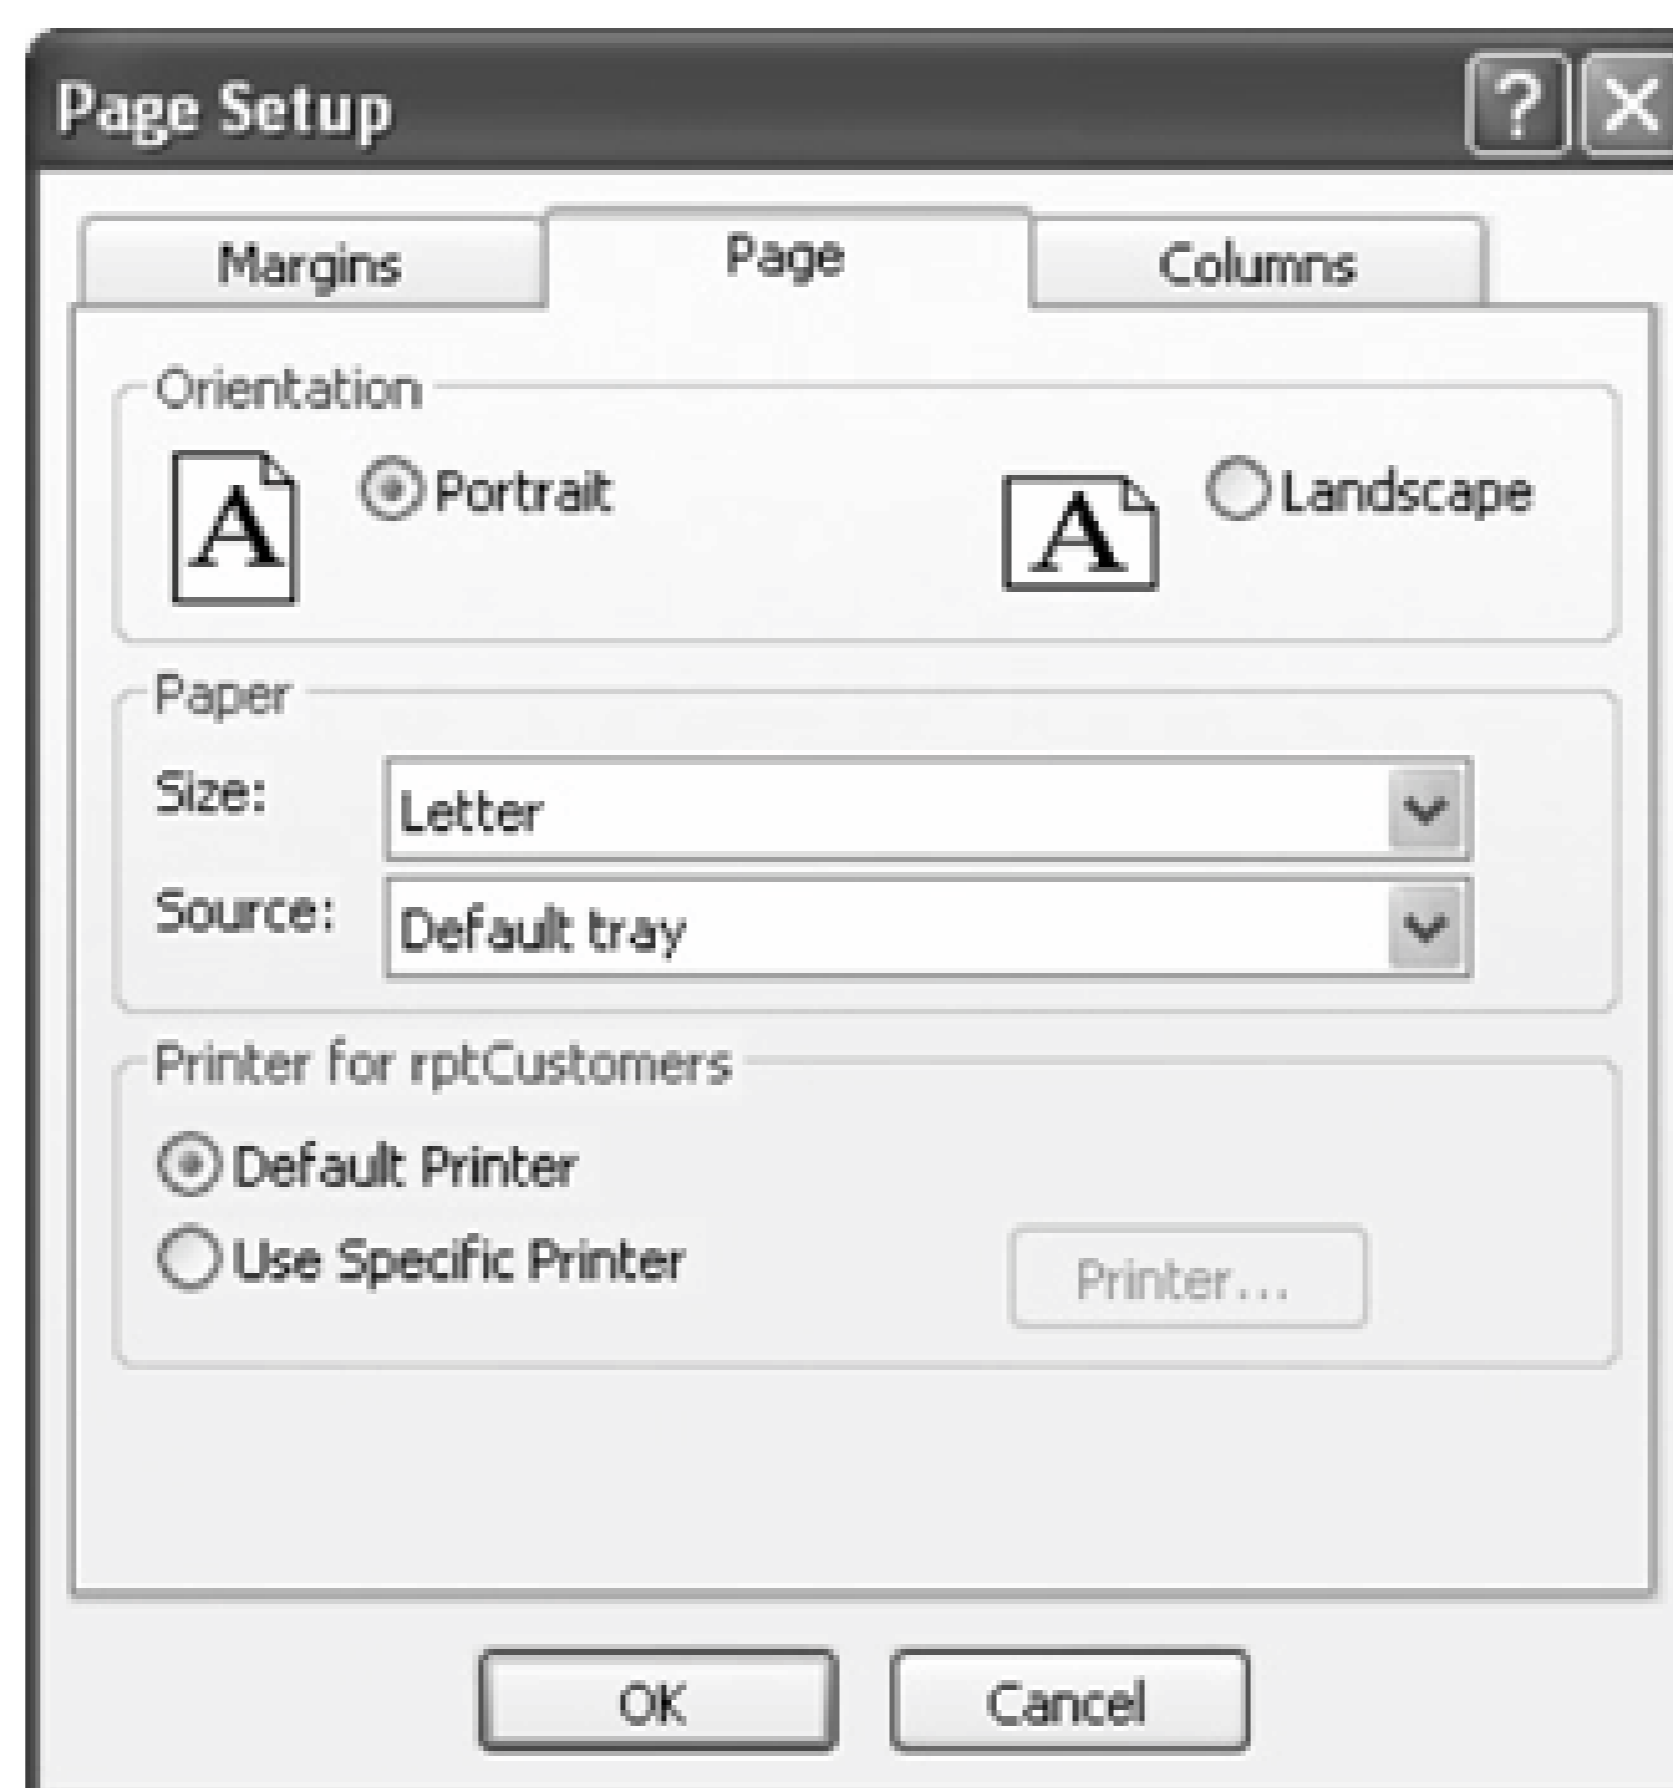 Page Setup
Margins Page Columns
Orientation
A Portrait A Landscape
Paper
Size: Letter
Source: Default tray
Printer for rptCustomers
Default Printer
Use Specific Printer Printer...
OK Cancel